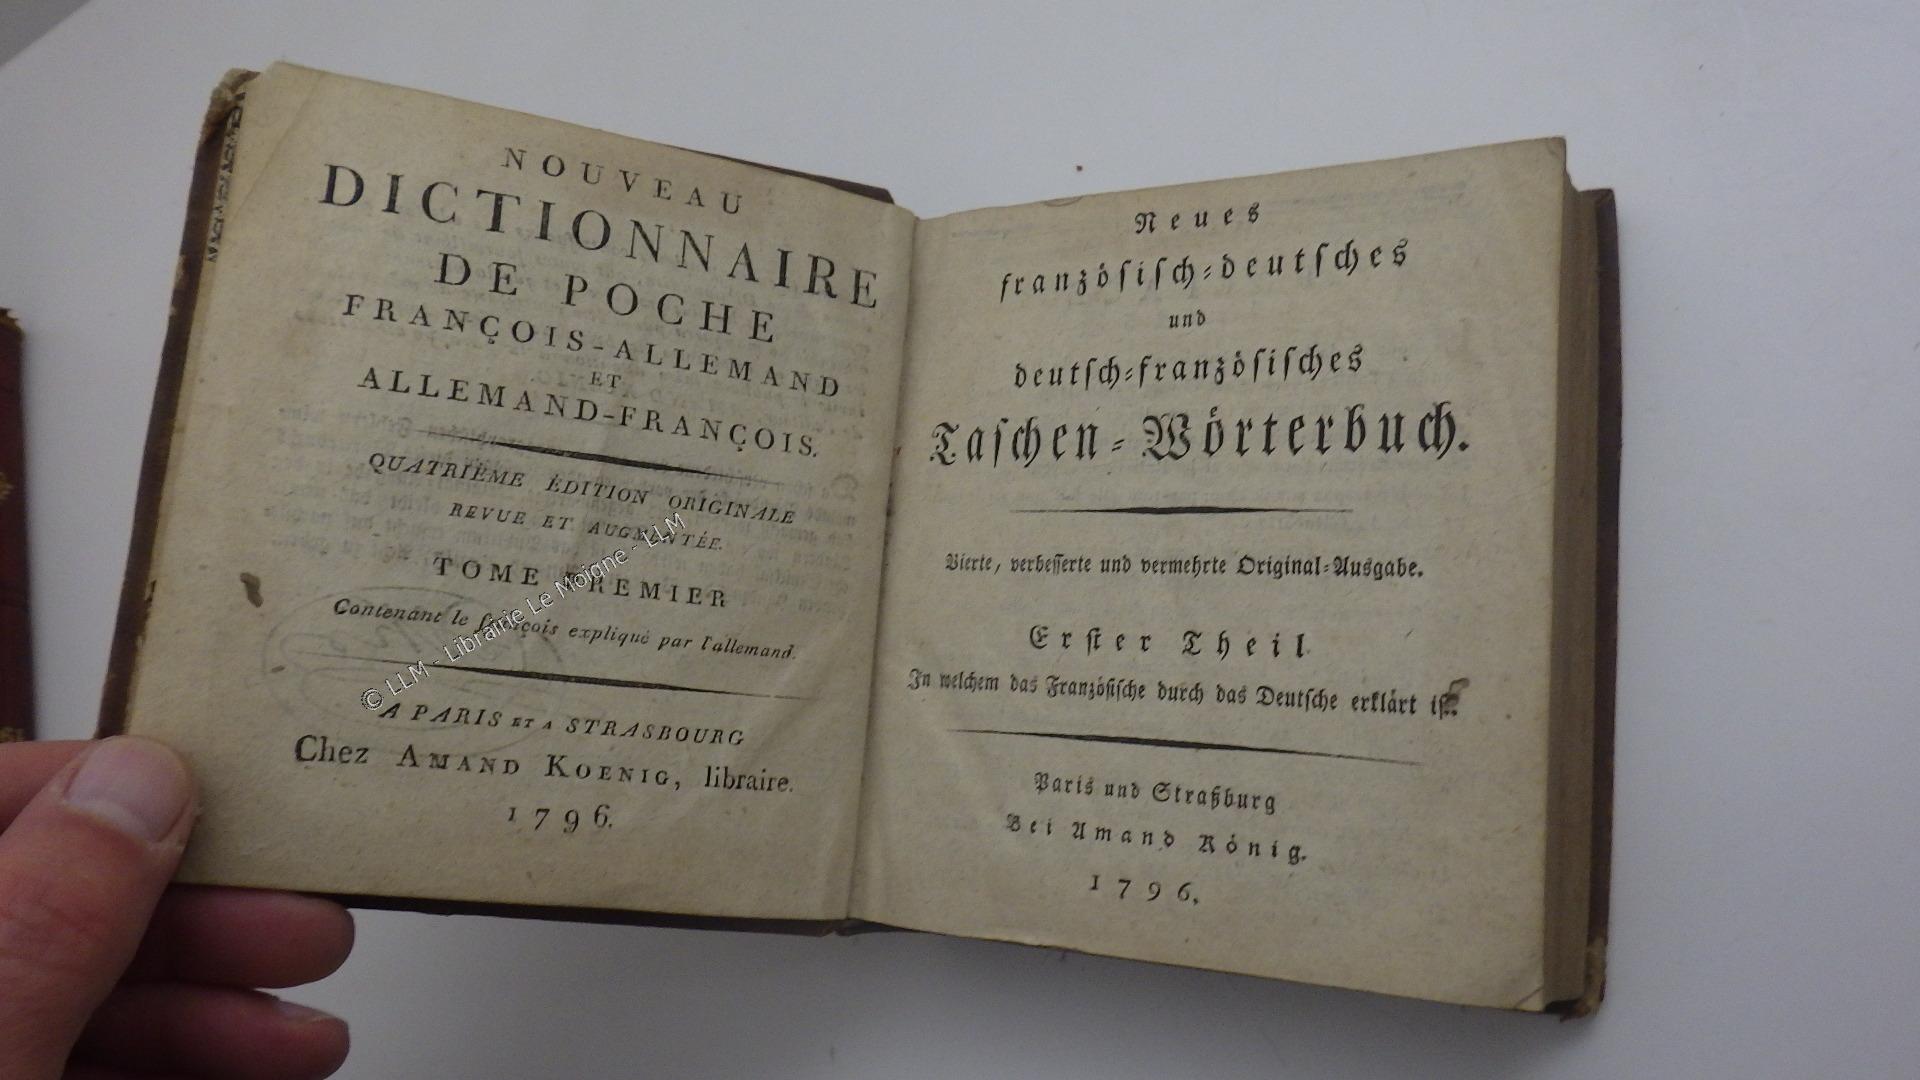 NOUVEAU
DICTIONNAIRE
DE POCHE
FRANÇOIS-ALLEMAND
ET
ALLEMAND-FRANÇOIS.
QUATRIÈME ÉDITION ORIGINALE
REVUE ET AUGMANTÉE.
TOME PREMIER
Contenant le françois expliqué par l'allemand.
A PARIS ET A STRASBOURG
Chez AMAND KOENIG, libraire.
1796.
© LLM - Librairie Le Moigne - LLM
Neues
franzöſiſch-deutſches
und
deutſch-franzöſiſches
Taſchen-Wörterbuch.
Vierte, verbeſſerte und vermehrte Original-Ausgabe.
Erſter Theil.
In welchem das Franzöſiſche durch das Deutſche erklärt iſt.
Paris und Straßburg
Bei Amand König.
1796.